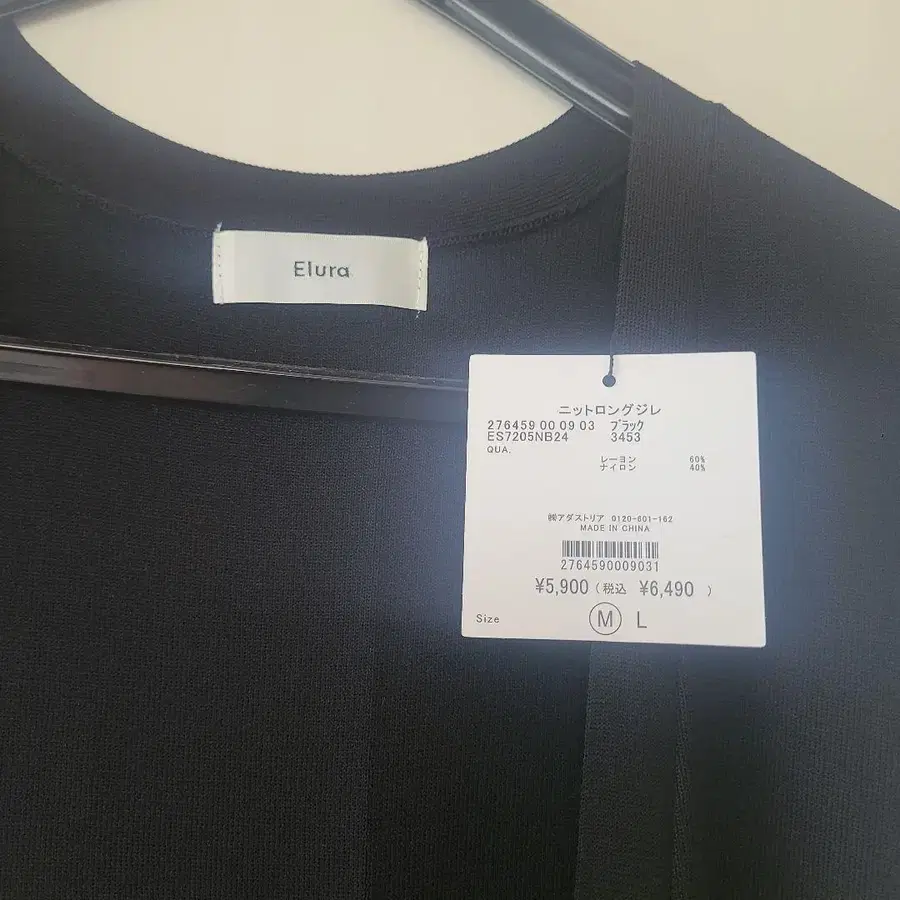 Elura
ニットロングジレ
276459 00 09 03 ブラック
ES7205NB24 3453
QUA.
レーヨン 60%
ナイロン 40%
㈱アダストリア 0120-601-162
MADE IN CHINA
2764590009031
¥5,900 (税込 ¥6,490 )
Size M L